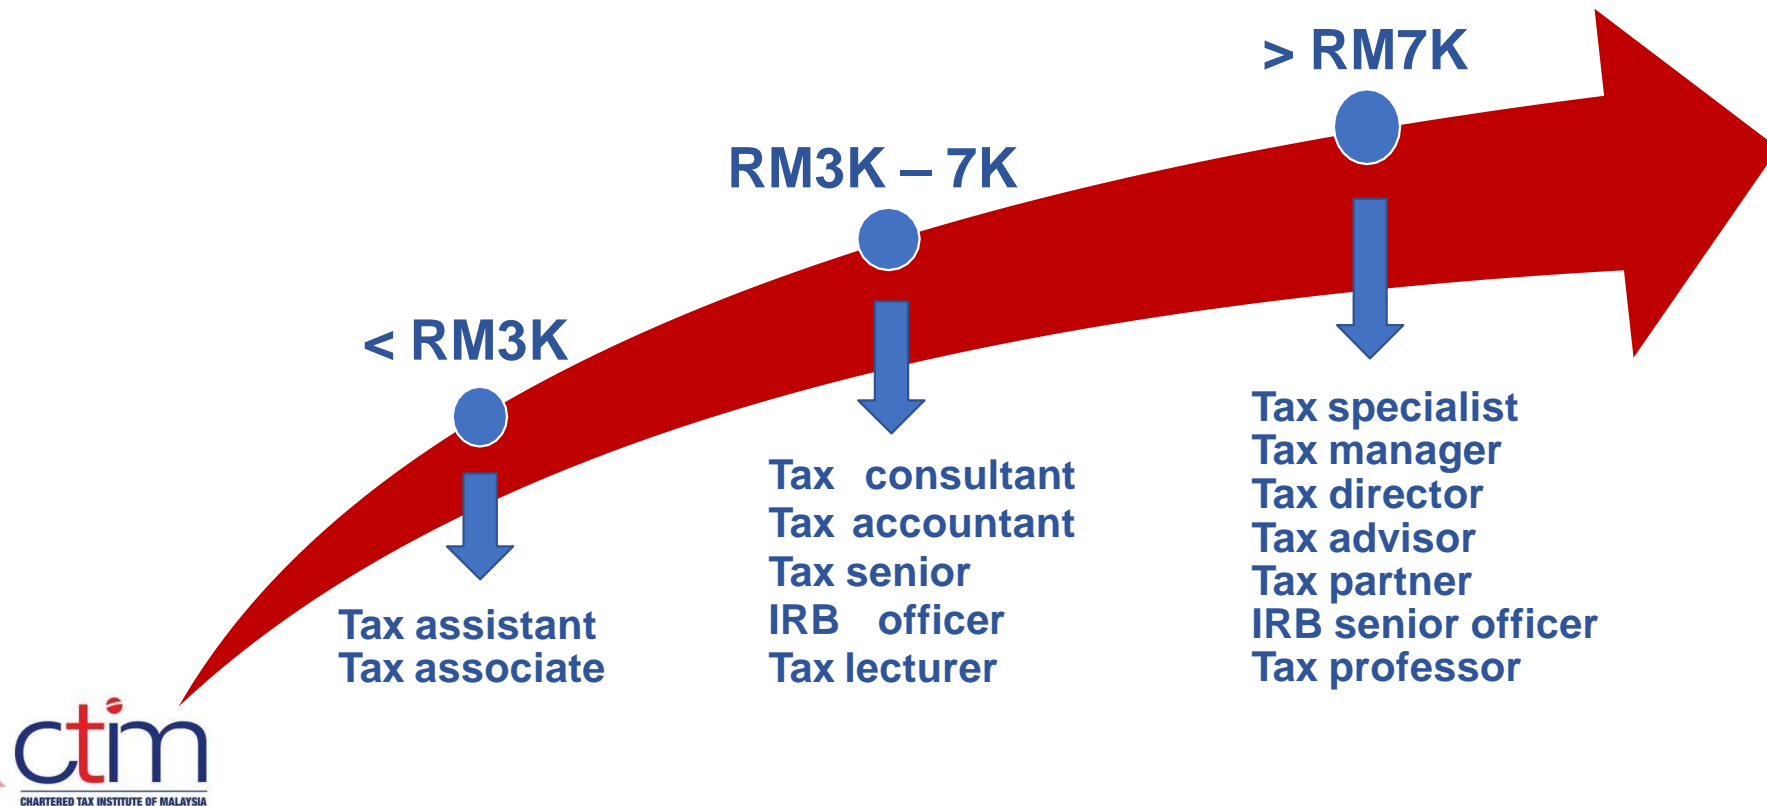 > RM7K
RM3K – 7K
< RM3K
Tax assistant
Tax associate
Tax consultant
Tax accountant
Tax senior
IRB officer
Tax lecturer
Tax specialist
Tax manager
Tax director
Tax advisor
Tax partner
IRB senior officer
Tax professor
ctim
CHARTERED TAX INSTITUTE OF MALAYSIA